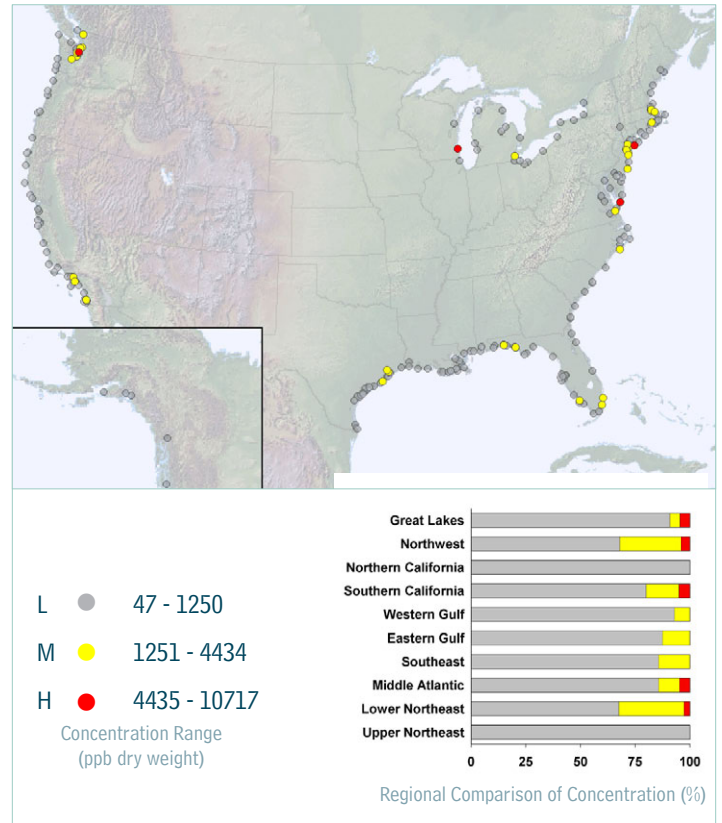 L 47 - 1250
M 1251 - 4434
H 4435 - 10717
Concentration Range
(ppb dry weight)
Great Lakes
Northwest
Northern California
Southern California
Western Gulf
Eastern Gulf
Southeast
Middle Atlantic
Lower Northeast
Upper Northeast
0 25 50 75 100
Regional Comparison of Concentration (%)